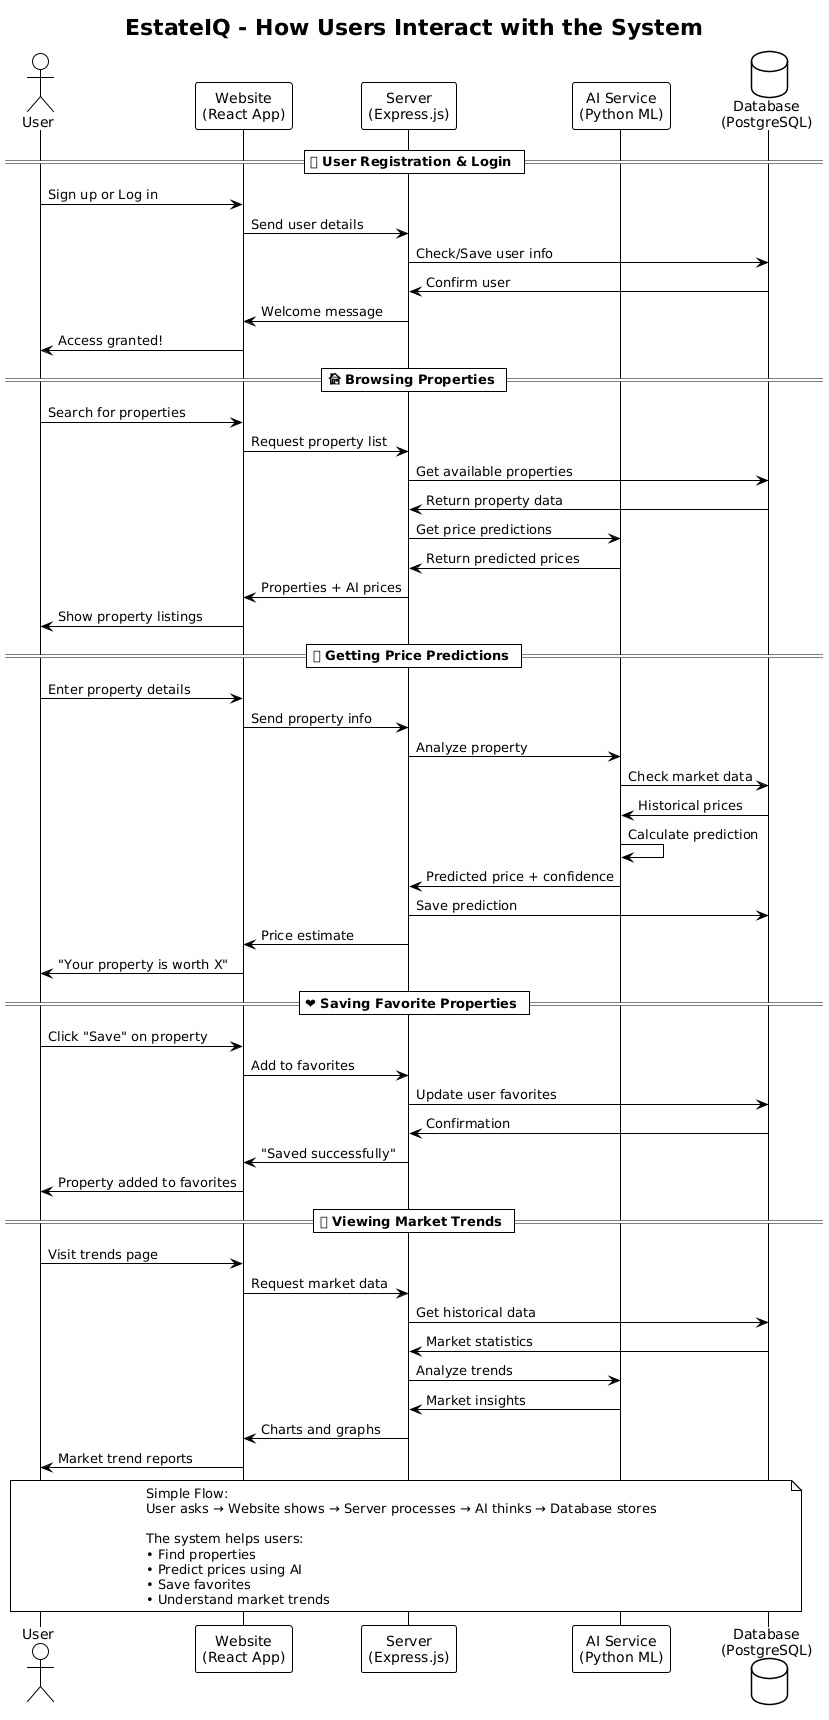 EstateIQ - How Users Interact with the System
User
Website
(React App)
Server
(Express.js)
AI Service
(Python ML)
Database
(PostgreSQL)
User Registration & Login
Sign up or Log in
Send user details
Check/Save user info
Confirm user
Welcome message
Access granted!
🏠 Browsing Properties
Search for properties
Request property list
Get available properties
Return property data
Get price predictions
Return predicted prices
Properties + AI prices
Show property listings
Getting Price Predictions
Enter property details
Send property info
Analyze property
Check market data
Historical prices
Calculate prediction
Predicted price + confidence
Save prediction
Price estimate
"Your property is worth X"
❤ Saving Favorite Properties
Click "Save" on property
Add to favorites
Update user favorites
Confirmation
"Saved successfully"
Property added to favorites
Viewing Market Trends
Visit trends page
Request market data
Get historical data
Market statistics
Analyze trends
Market insights
Charts and graphs
Market trend reports
Simple Flow:
User asks → Website shows → Server processes → AI thinks → Database stores
The system helps users:
• Find properties
• Predict prices using AI
• Save favorites
• Understand market trends
User
Website
(React App)
Server
(Express.js)
AI Service
(Python ML)
Database
(PostgreSQL)